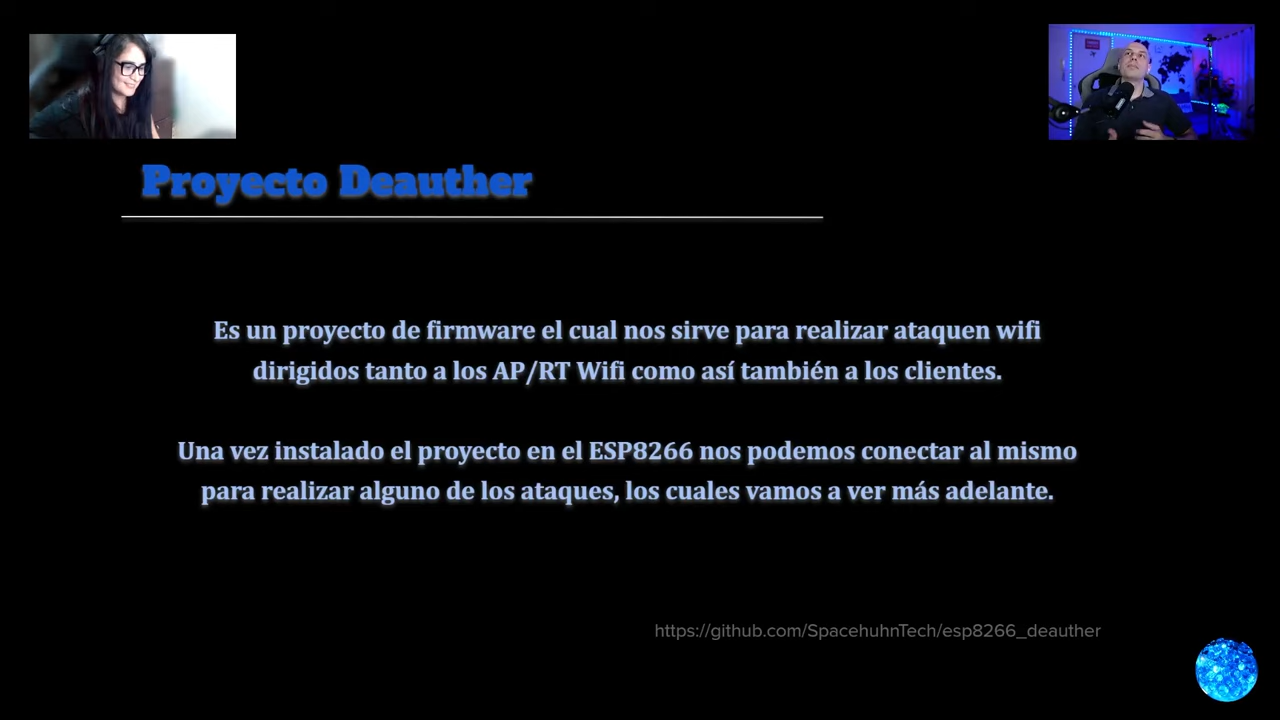 Proyecto Deauther
Es un proyecto de firmware el cual nos sirve para realizar ataquen wifi
dirigidos tanto a los AP/RT Wifi como así también a los clientes.
Una vez instalado el proyecto en el ESP8266 nos podemos conectar al mismo
para realizar alguno de los ataques, los cuales vamos a ver más adelante.
https://github.com/SpacehuhnTech/esp8266_deauther